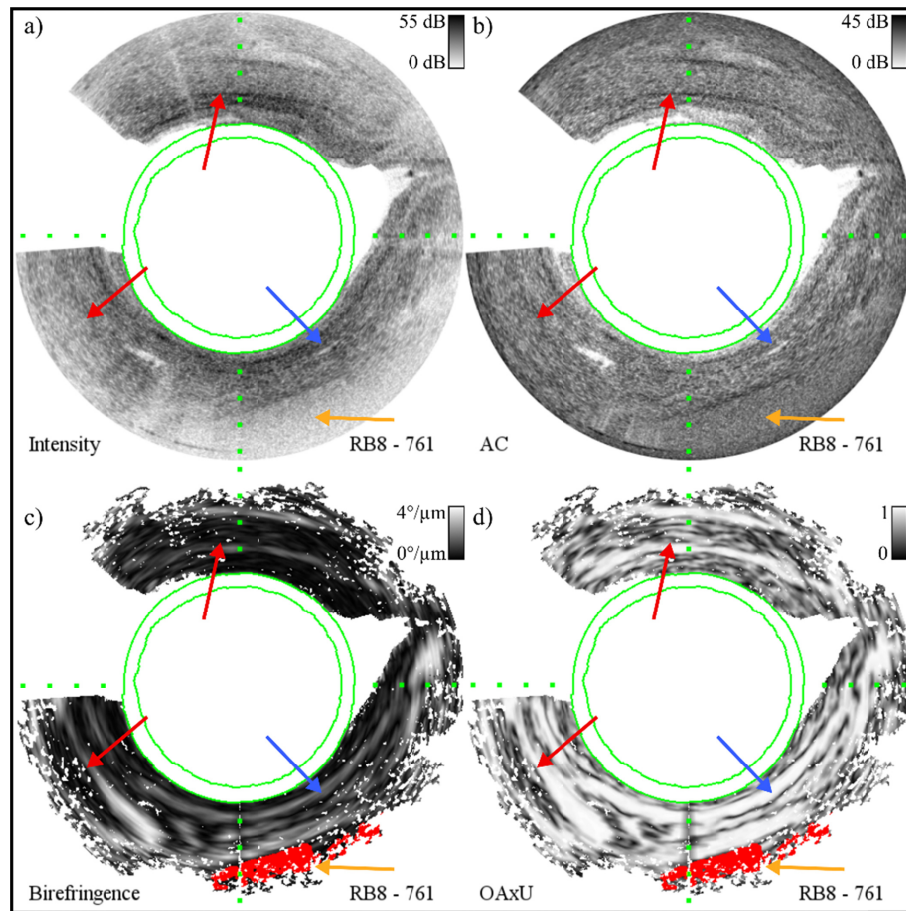 a)
55 dB
0 dB
Intensity
RB8 - 761
b)
45 dB
0 dB
AC
RB8 - 761
c)
4°/µm
0°/µm
Birefringence
RB8 - 761
d)
1
0
OAxU
RB8 - 761